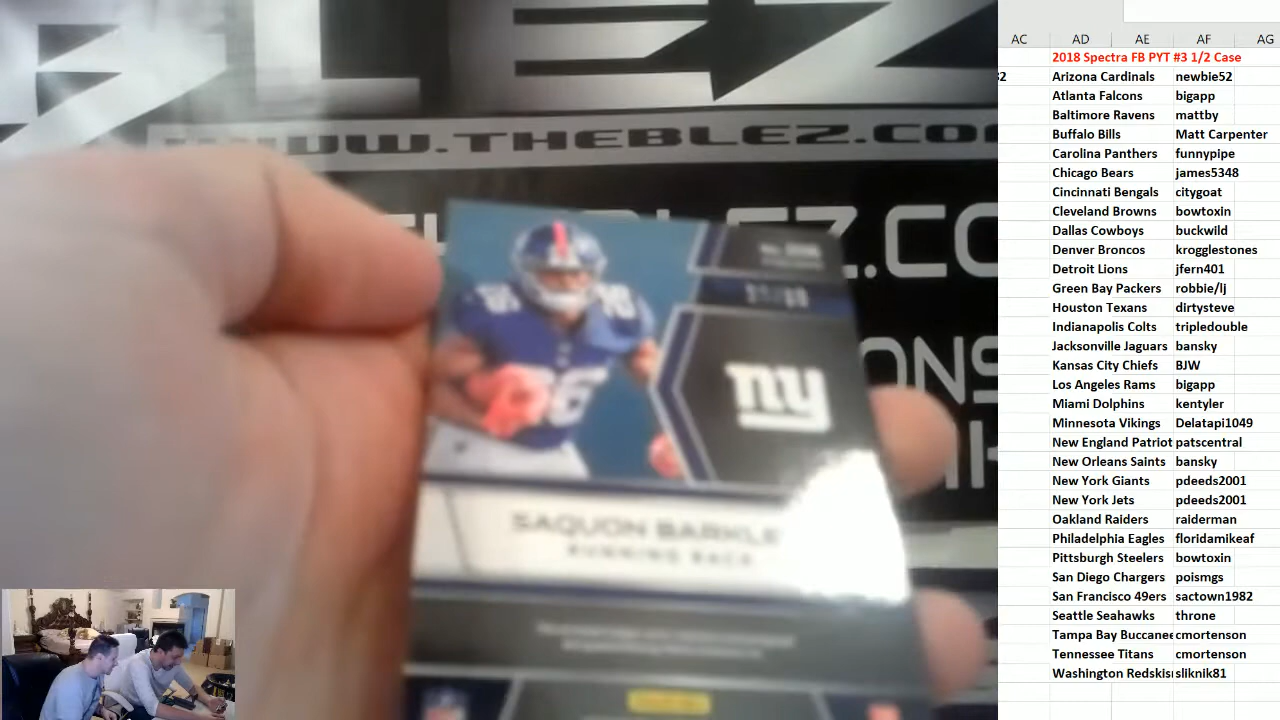 BLEZ
WWW.THEBLEZ.CO
THEBLEZ.CO
ONS
ny
SAQUON BARKLE
RUNNING BACK
AC AD AE AF AG
2018 Spectra FB PYT #3 1/2 Case
32 Arizona Cardinals newbie52
Atlanta Falcons bigapp
Baltimore Ravens mattby
Buffalo Bills Matt Carpenter
Carolina Panthers funnypipe
Chicago Bears james5348
Cincinnati Bengals citygoat
Cleveland Browns bowtoxin
Dallas Cowboys buckwild
Denver Broncos krogglestones
Detroit Lions jfern401
Green Bay Packers robbie/lj
Houston Texans dirtysteve
Indianapolis Colts tripledouble
Jacksonville Jaguars bansky
Kansas City Chiefs BJW
Los Angeles Rams bigapp
Miami Dolphins kentyler
Minnesota Vikings Delatapi1049
New England Patriot patscentral
New Orleans Saints bansky
New York Giants pdeeds2001
New York Jets pdeeds2001
Oakland Raiders raiderman
Philadelphia Eagles floridamikeaf
Pittsburgh Steelers bowtoxin
San Diego Chargers poismgs
San Francisco 49ers sactown1982
Seattle Seahawks throne
Tampa Bay Buccanee cmortenson
Tennessee Titans cmortenson
Washington Redskis sliknik81